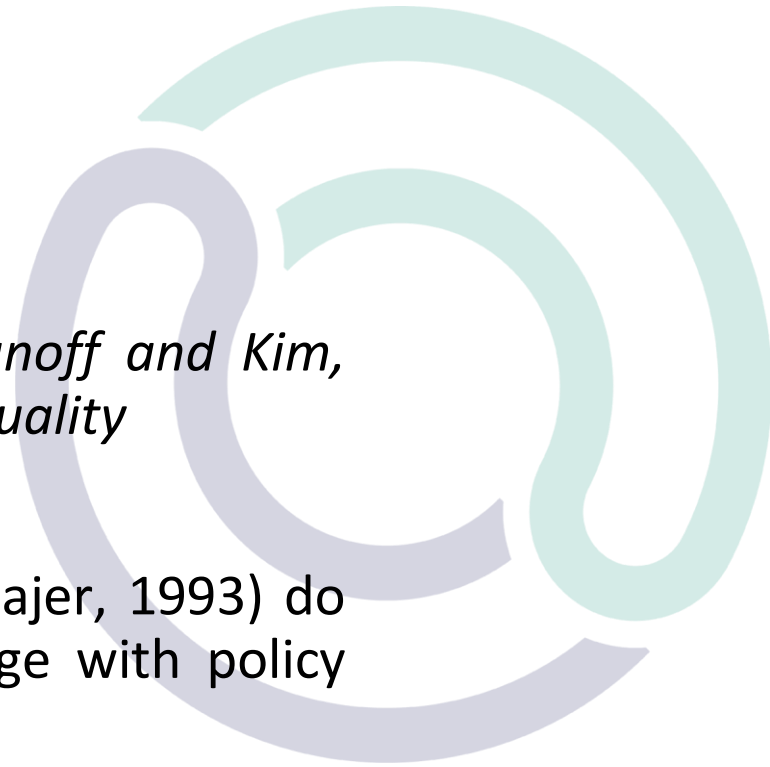 noff and Kim,
uality
ajer, 1993) do
ge with policy